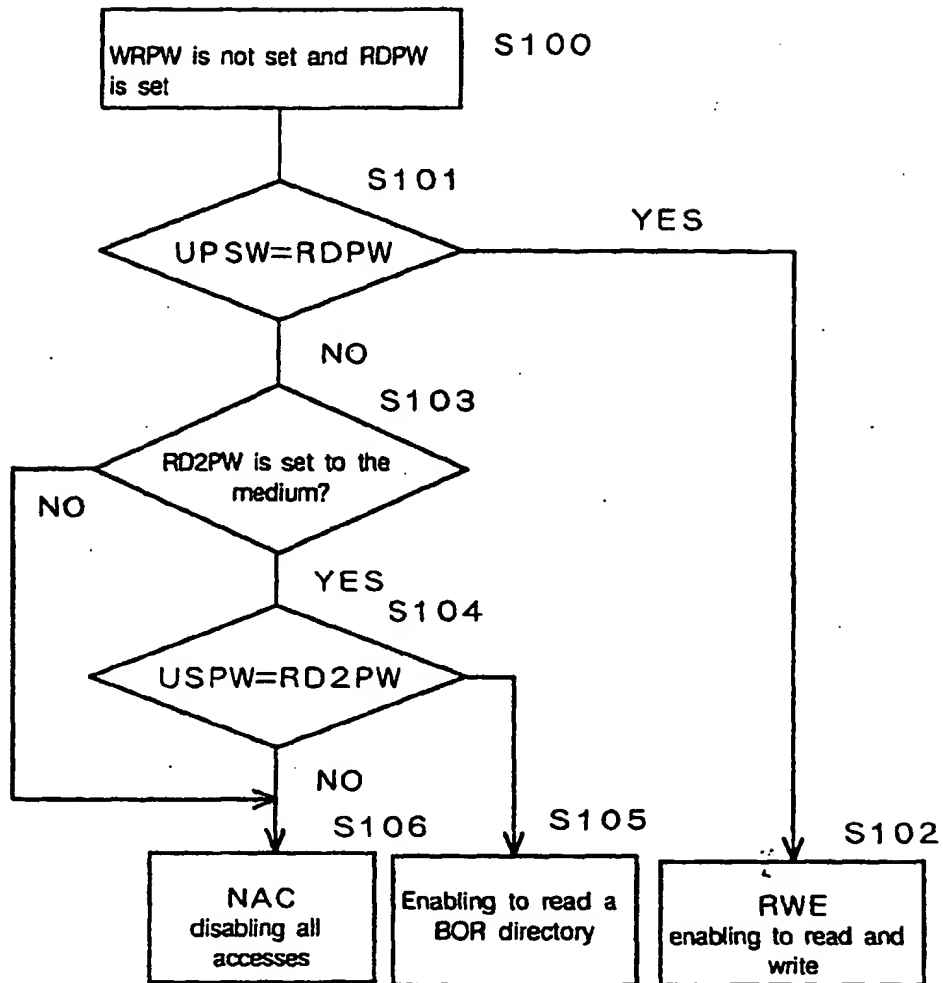 WRPW is not set and RDPW
is set
S100
S101
UPSW=RDPW
YES
NO
S103
RD2PW is set to the
medium?
NO
YES
S104
USPW=RD2PW
NO
S106
S105
S102
NAC
disabling all
accesses
Enabling to read a
BOR directory
RWE
enabling to read and
write